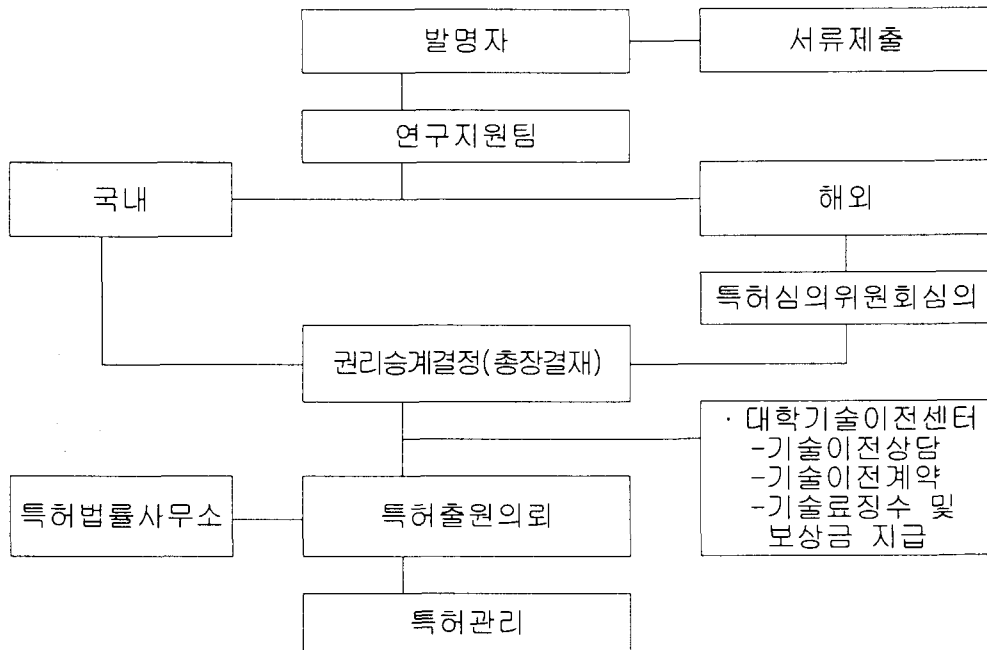 발명자
서류제출
연구지원팀
국내
해외
특허심의위원회심의
권리승계결정(총장결재)
· 대학기술이전센터
-기술이전상담
-기술이전계약
-기술료징수 및
보상금 지급
특허법률사무소
특허출원의뢰
특허관리